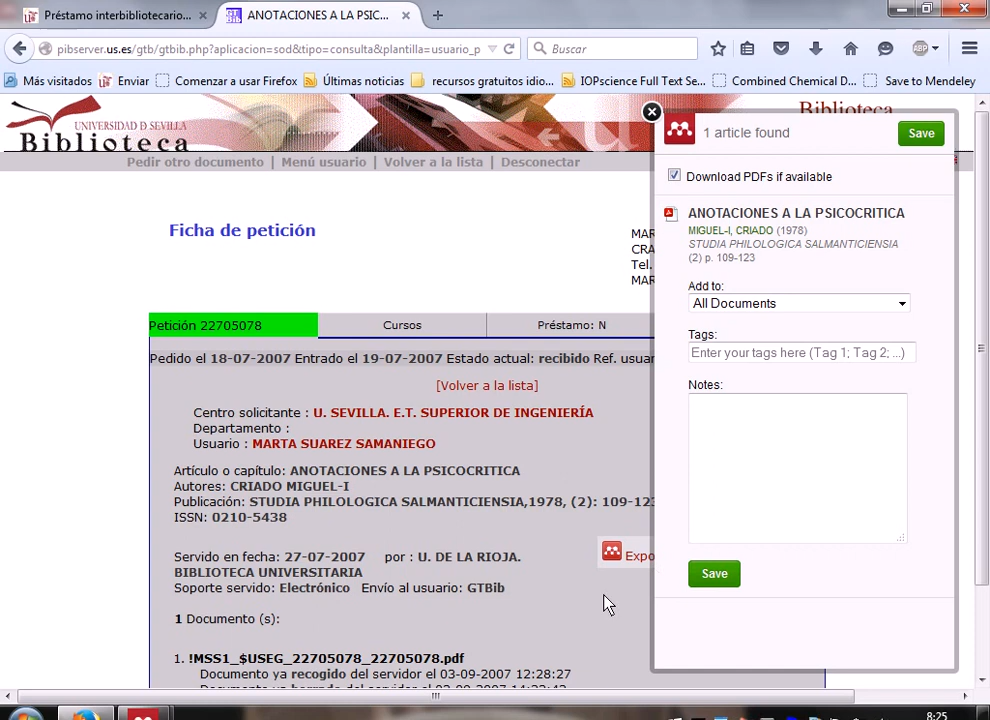 Préstamo interbibliotecario...
ANOTACIONES A LA PSIC...
pibserver.us.es/gtb/gtbib.php?aplicacion=sod&tipo=consulta&plantilla=usuario_p
Buscar
ABP
Más visitados
Enviar
Comenzar a usar Firefox
Últimas noticias
recursos gratuitos idio...
IOPscience Full Text Se...
Combined Chemical D...
Save to Mendeley
UNIVERSIDAD DE SEVILLA
Biblioteca
Biblioteca
Pedir otro documento | Menú usuario | Volver a la lista | Desconectar
Ficha de petición
MAR
CRA
Tel.
MAR
Petición 22705078
Cursos
Préstamo: N
Pedido el 18-07-2007 Entrado el 19-07-2007 Estado actual: recibido Ref. usuar
[Volver a la lista]
Centro solicitante : U. SEVILLA. E.T. SUPERIOR DE INGENIERÍA
Departamento :
Usuario : MARTA SUAREZ SAMANIEGO
Artículo o capítulo: ANOTACIONES A LA PSICOCRITICA
Autores: CRIADO MIGUEL-I
Publicación: STUDIA PHILOLOGICA SALMANTICIENSIA,1978, (2): 109-123
ISSN: 0210-5438
Servido en fecha: 27-07-2007 por : U. DE LA RIOJA.
BIBLIOTECA UNIVERSITARIA
Soporte servido: Electrónico Envío al usuario: GTBib
Expo
1 Documento (s):
1. !MSS1_$USEG_22705078_22705078.pdf
Documento ya recogido del servidor el 03-09-2007 12:28:27
1 article found
Save
Download PDFs if available
ANOTACIONES A LA PSICOCRITICA
MIGUEL-I, CRIADO (1978)
STUDIA PHILOLOGICA SALMANTICIENSIA
(2) p. 109-123
Add to:
All Documents
Tags:
Enter your tags here (Tag 1; Tag 2; ...)
Notes:
Save
8:25